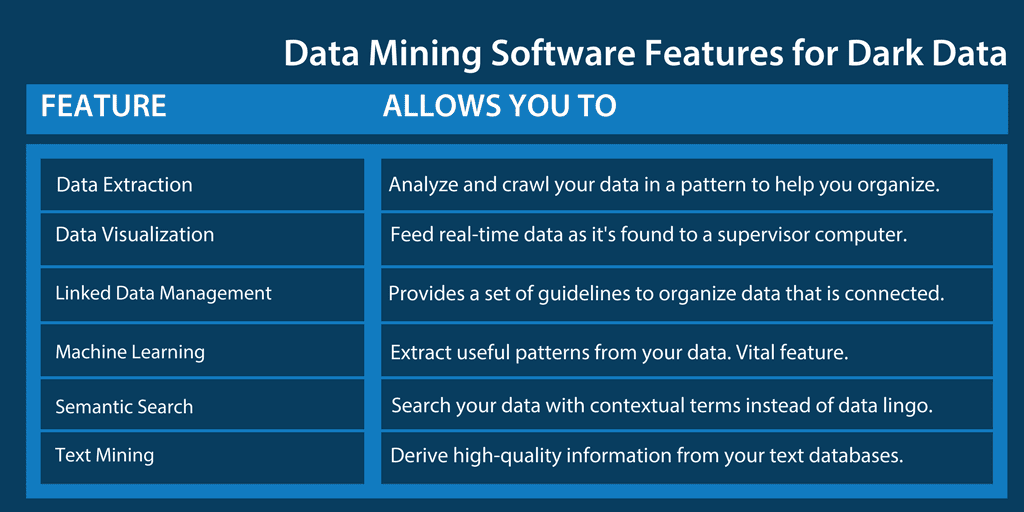 Data Mining Software Features for Dark Data
FEATURE ALLOWS YOU TO
Data Extraction Analyze and crawl your data in a pattern to help you organize.
Data Visualization Feed real-time data as it's found to a supervisor computer.
Linked Data Management Provides a set of guidelines to organize data that is connected.
Machine Learning Extract useful patterns from your data. Vital feature.
Semantic Search Search your data with contextual terms instead of data lingo.
Text Mining Derive high-quality information from your text databases.